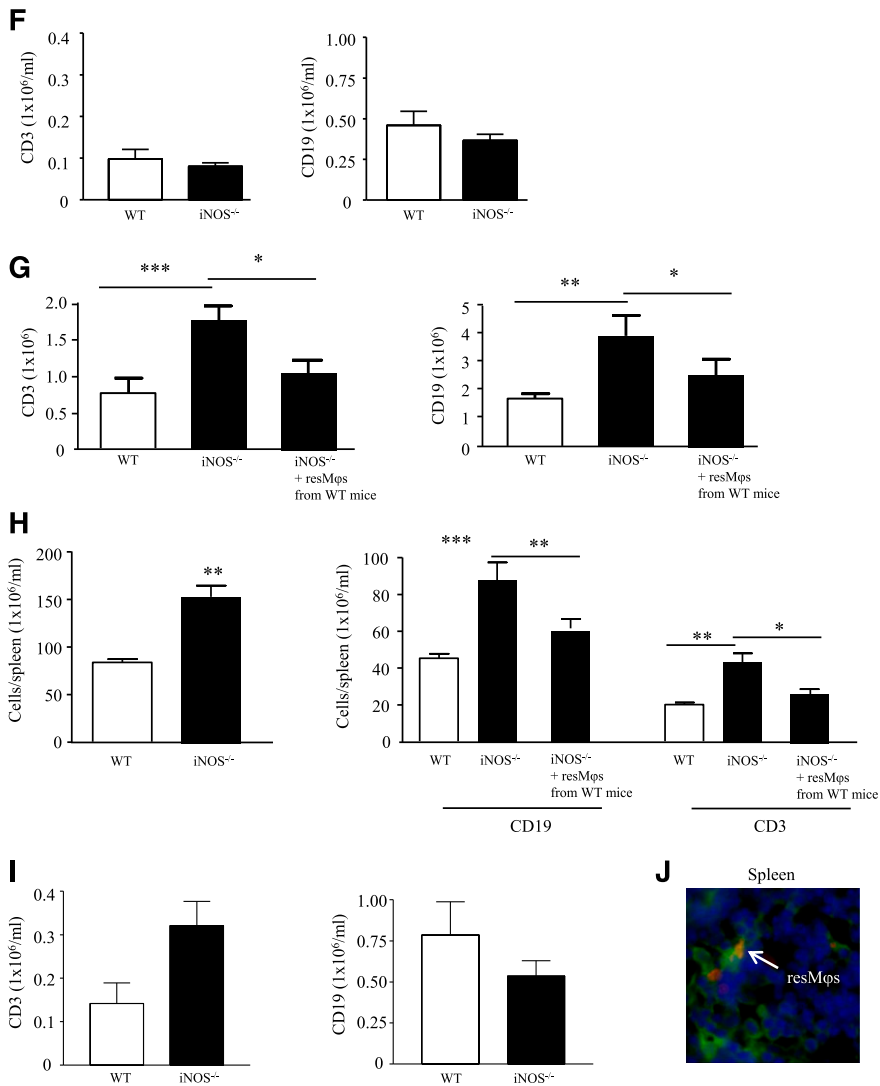 F
CD3 (1x10⁶/ml)
0.4
0.3
0.2
0.1
0
WT
iNOS⁻/⁻
CD19 (1x10⁶/ml)
1.00
0.75
0.50
0.25
0
WT
iNOS⁻/⁻
G
***
*
CD3 (1x10⁶)
2.0
1.5
1.0
0.5
0
WT
iNOS⁻/⁻
iNOS⁻/⁻
+ resMφs
from WT mice
**
*
CD19 (1x10⁶)
5
4
3
2
1
0
WT
iNOS⁻/⁻
iNOS⁻/⁻
+ resMφs
from WT mice
H
Cells/spleen (1x10⁶/ml)
200
150
100
50
0
**
WT
iNOS⁻/⁻
Cells/spleen (1x10⁶/ml)
100
80
60
40
20
0
***
**
**
*
WT
iNOS⁻/⁻
iNOS⁻/⁻
+ resMφs
from WT mice
WT
iNOS⁻/⁻
iNOS⁻/⁻
+ resMφs
from WT mice
CD19
CD3
I
CD3 (1x10⁶/ml)
0.4
0.3
0.2
0.1
0
WT
iNOS⁻/⁻
CD19 (1x10⁶/ml)
1.00
0.75
0.50
0.25
0
WT
iNOS⁻/⁻
J
Spleen
resMφs